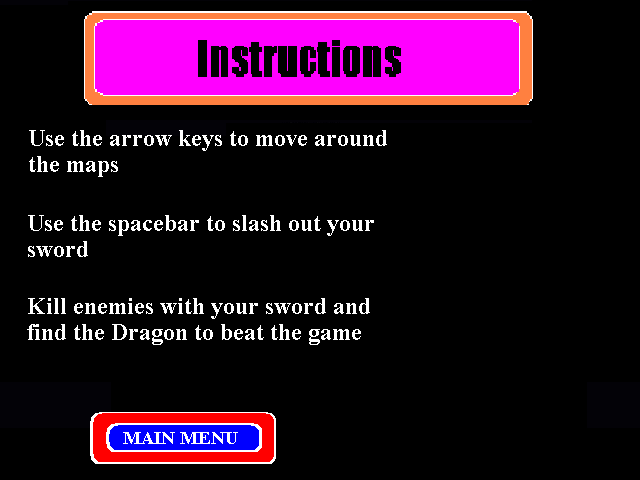 Instructions
Use the arrow keys to move around
the maps
Use the spacebar to slash out your
sword
Kill enemies with your sword and
find the Dragon to beat the game
MAIN MENU